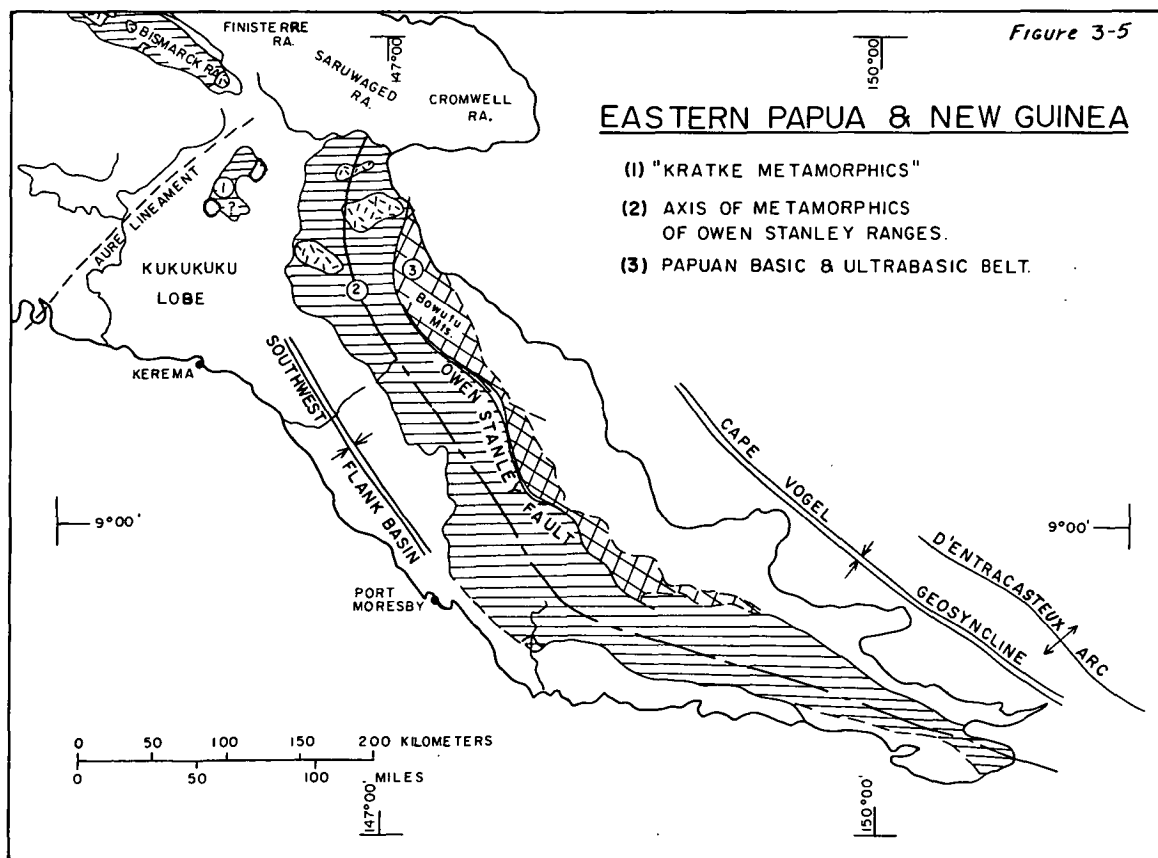 Figure 3-5
EASTERN PAPUA & NEW GUINEA
(1) "KRATKE METAMORPHICS"
(2) AXIS OF METAMORPHICS
OF OWEN STANLEY RANGES.
(3) PAPUAN BASIC & ULTRABASIC BELT.
FINISTERRE
RA.
BISMARCK RA.
SARUWAGED
RA.
CROMWELL
RA.
147°00'
150°00'
AURE LINEAMENT
1
?
KUKUKUKU
LOBE
2
3
Bowutu
Mts.
KEREMA
SOUTHWEST
FLANK BASIN
OWEN STANLEY
FAULT
CAPE
VOGEL
GEOSYNCLINE
D'ENTRACASTEUX
ARC
9°00'
9°00'
PORT
MORESBY
0 50 100 150 200 KILOMETERS
0 50 100 MILES
147°00'
150°00'